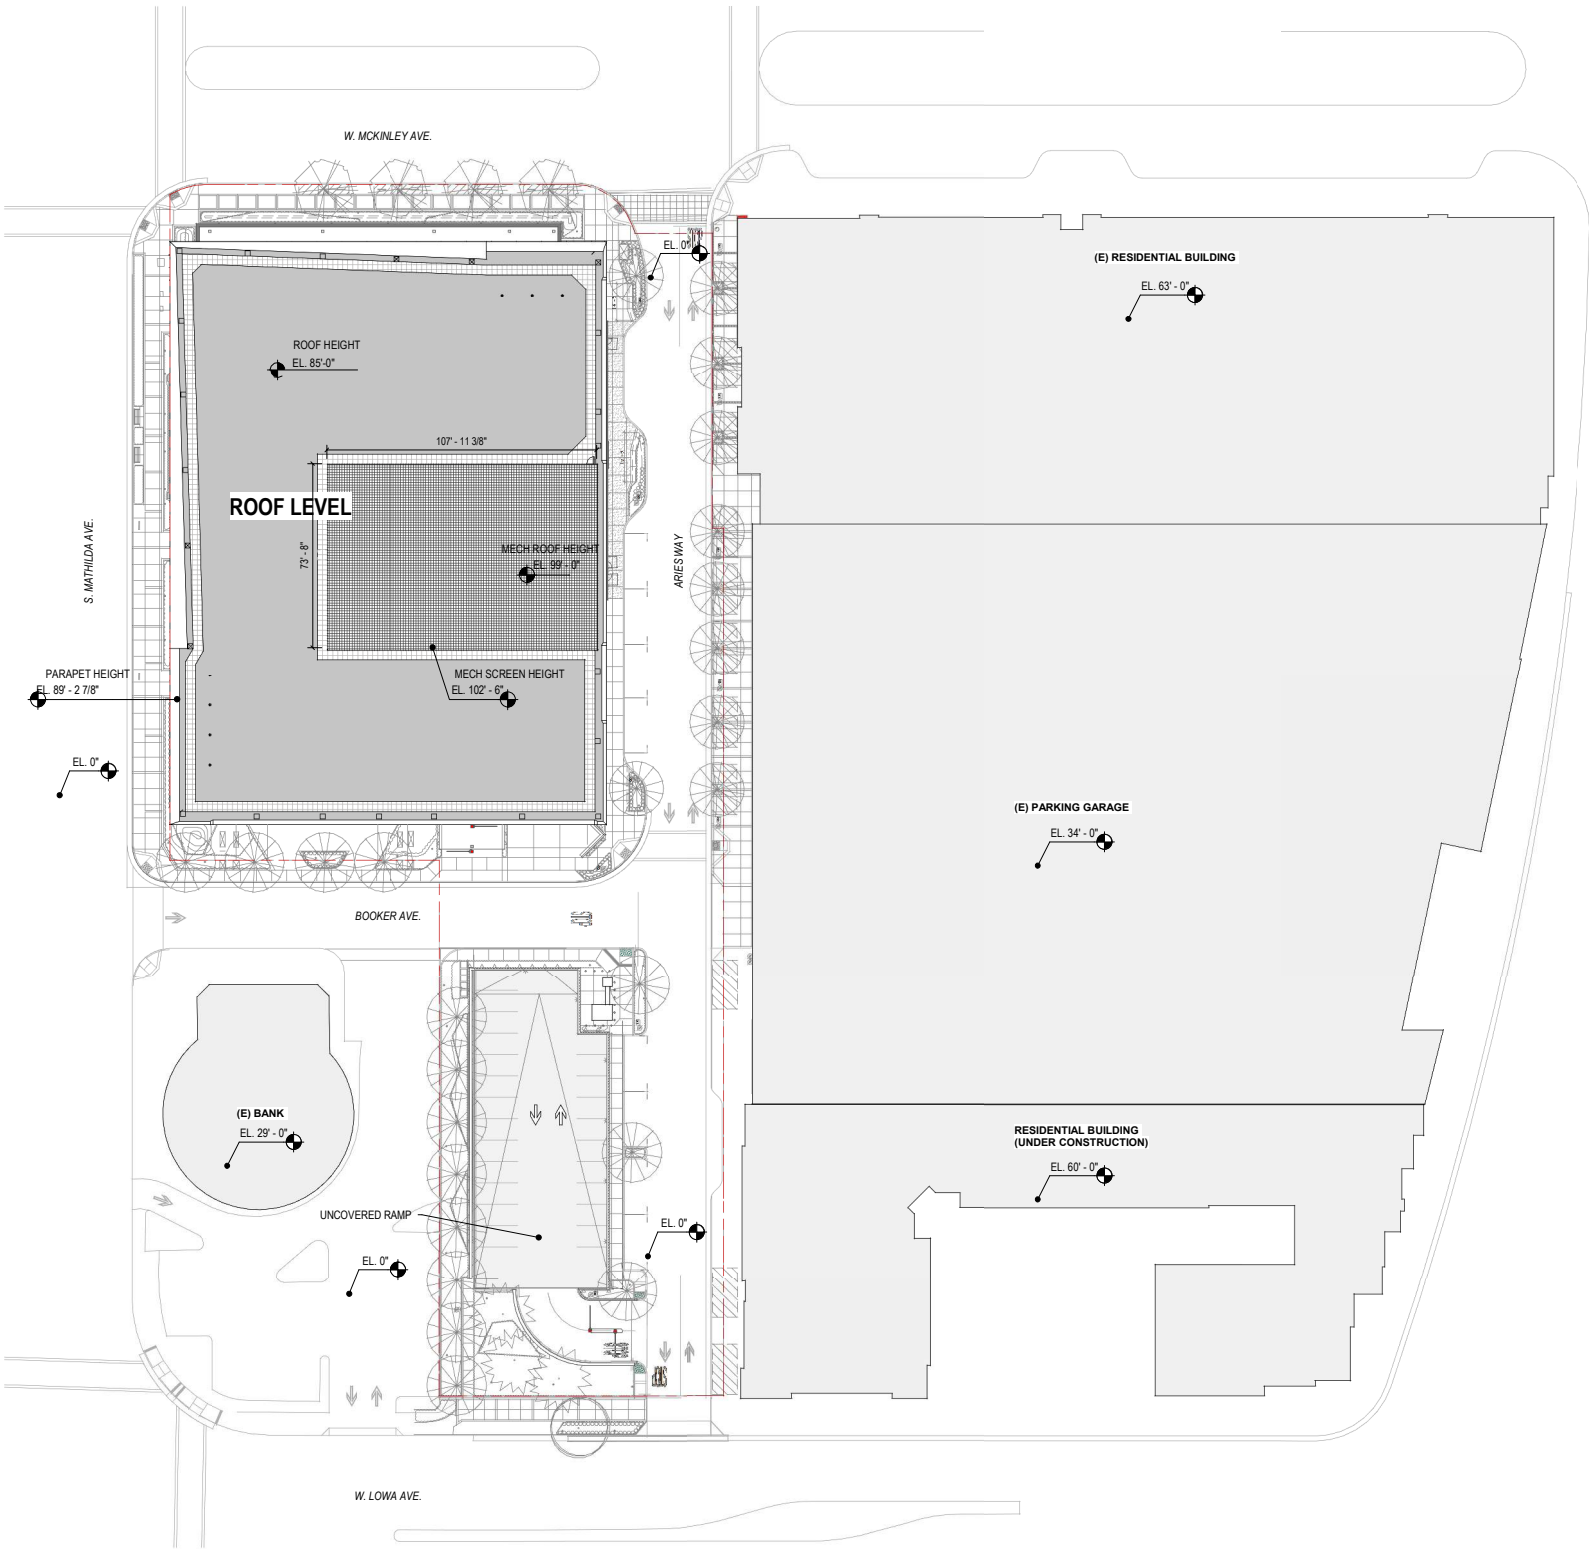 W. MCKINLEY AVE.
EL. 0"
(E) RESIDENTIAL BUILDING
EL. 63' - 0"
ROOF HEIGHT
EL. 85'-0"
107' - 11 3/8"
ROOF LEVEL
S. MATHILDA AVE.
73' - 8"
MECH ROOF HEIGHT
EL. 99' - 0"
ARIES WAY
PARAPET HEIGHT
EL. 89' - 2 7/8"
MECH SCREEN HEIGHT
EL. 102' - 6"
EL. 0"
(E) PARKING GARAGE
EL. 34' - 0"
BOOKER AVE.
(E) BANK
EL. 29' - 0"
RESIDENTIAL BUILDING
(UNDER CONSTRUCTION)
EL. 60' - 0"
UNCOVERED RAMP
EL. 0"
EL. 0"
W. LOWA AVE.